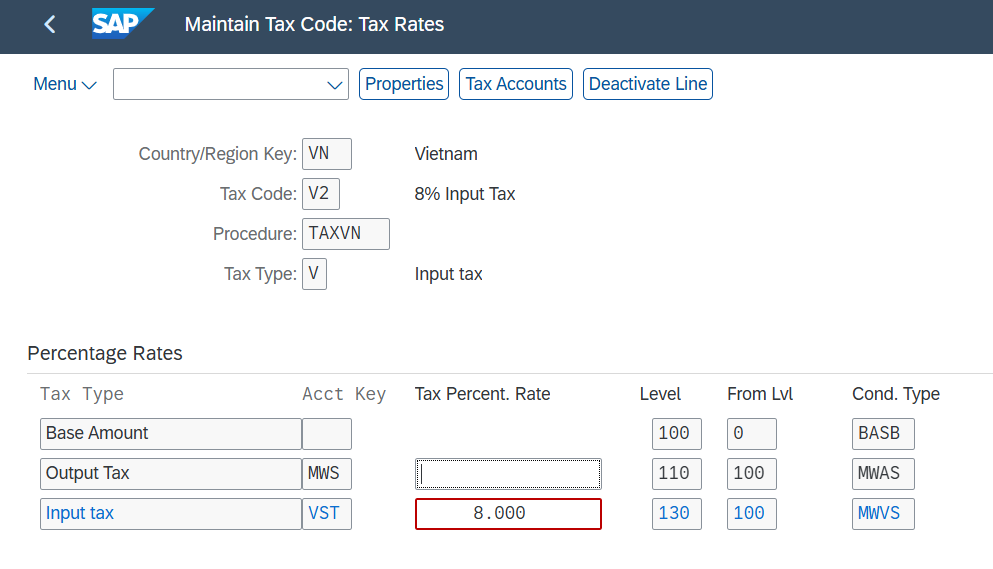 SAP Maintain Tax Code: Tax Rates
Menu Properties Tax Accounts Deactivate Line
Country/Region Key: VN Vietnam
Tax Code: V2 8% Input Tax
Procedure: TAXVN
Tax Type: V Input tax
Percentage Rates
Tax Type Acct Key Tax Percent. Rate Level From Lvl Cond. Type
Base Amount 100 0 BASB
Output Tax MWS 110 100 MWAS
Input tax VST 8.000 130 100 MWVS